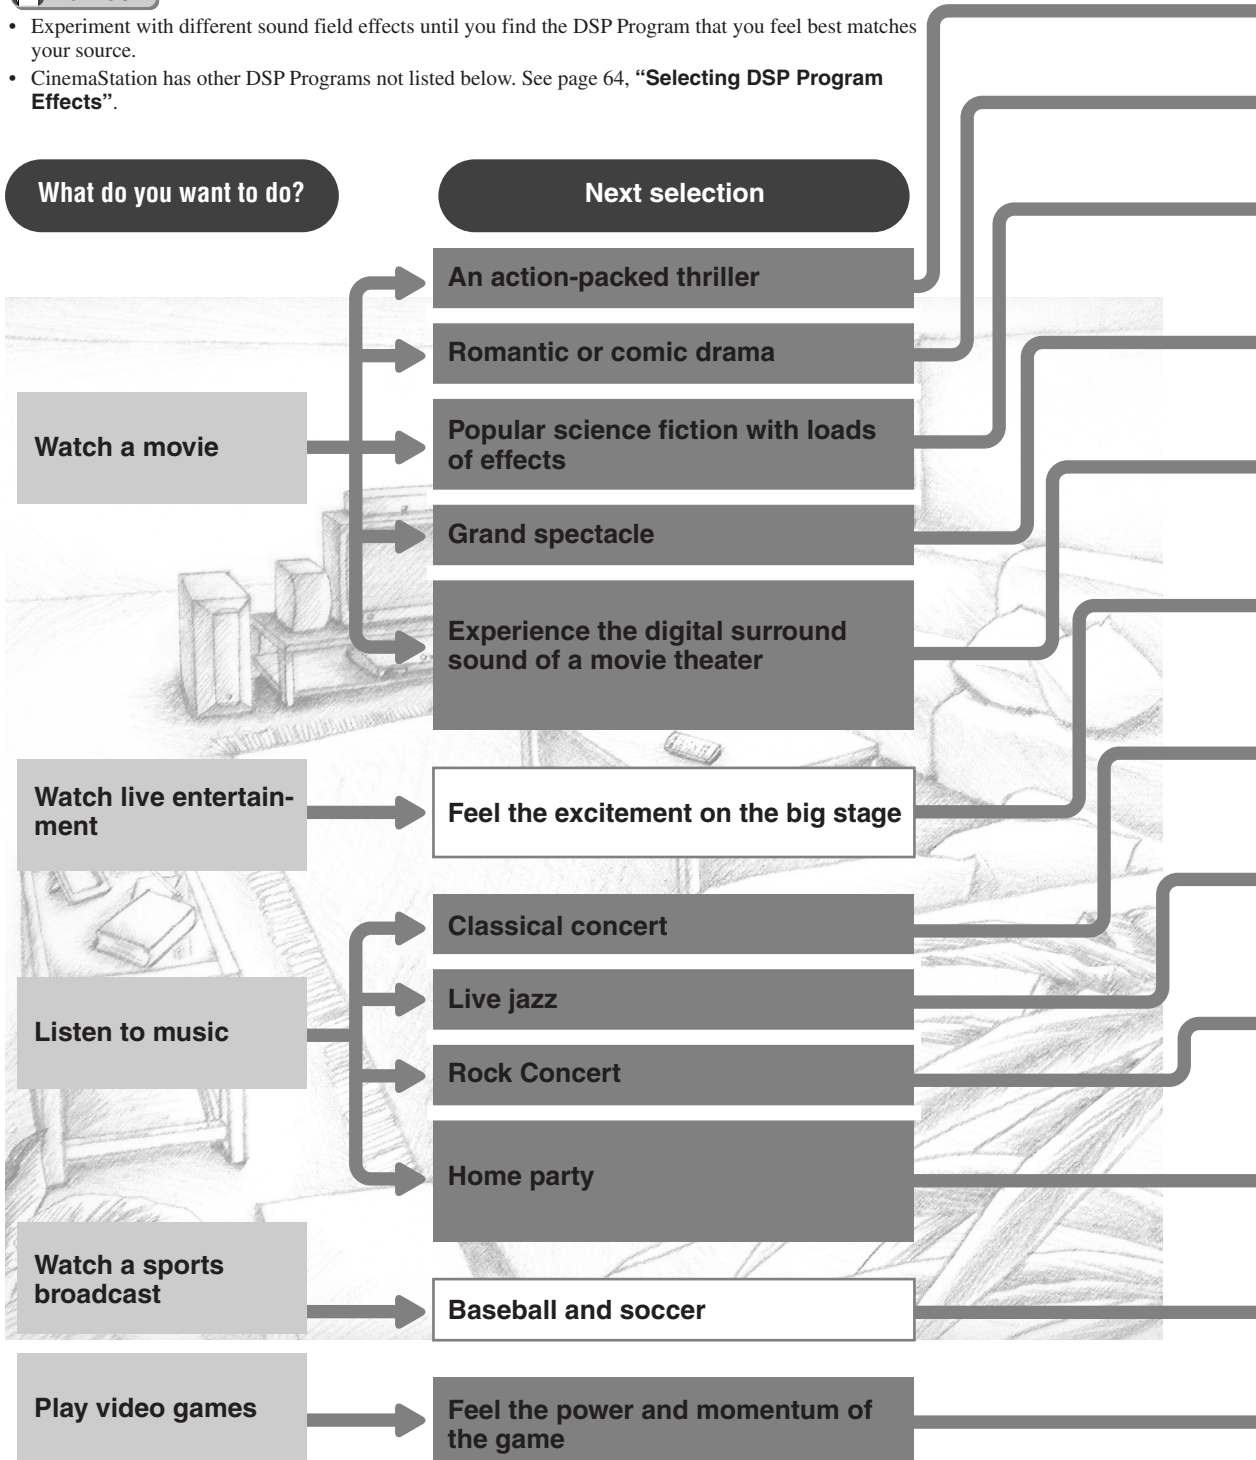 • Experiment with different sound field effects until you find the DSP Program that you feel best matches
your source.
• CinemaStation has other DSP Programs not listed below. See page 64, “Selecting DSP Program
Effects”.
What do you want to do?
Next selection
An action-packed thriller
Romantic or comic drama
Watch a movie
Popular science fiction with loads
of effects
Grand spectacle
Experience the digital surround
sound of a movie theater
Watch live entertain-
ment
Feel the excitement on the big stage
Classical concert
Live jazz
Listen to music
Rock Concert
Home party
Watch a sports
broadcast
Baseball and soccer
Play video games
Feel the power and momentum of
the game